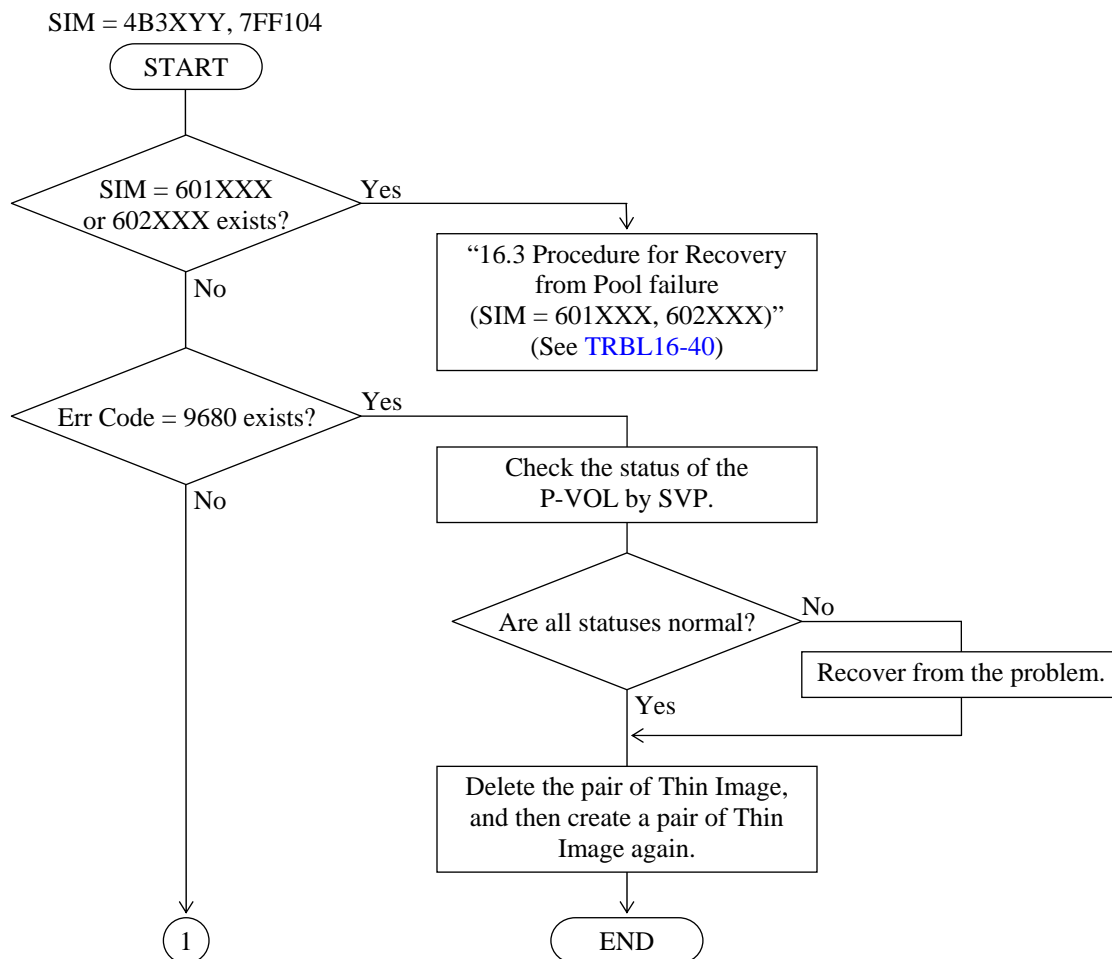 SIM = 4B3XYY, 7FF104
START
SIM = 601XXX
or 602XXX exists?
Yes
“16.3 Procedure for Recovery
from Pool failure
(SIM = 601XXX, 602XXX)”
(See TRBL16-40)
No
Err Code = 9680 exists?
Yes
Check the status of the
P-VOL by SVP.
No
Are all statuses normal?
No
Recover from the problem.
Yes
Delete the pair of Thin Image,
and then create a pair of Thin
Image again.
1
END